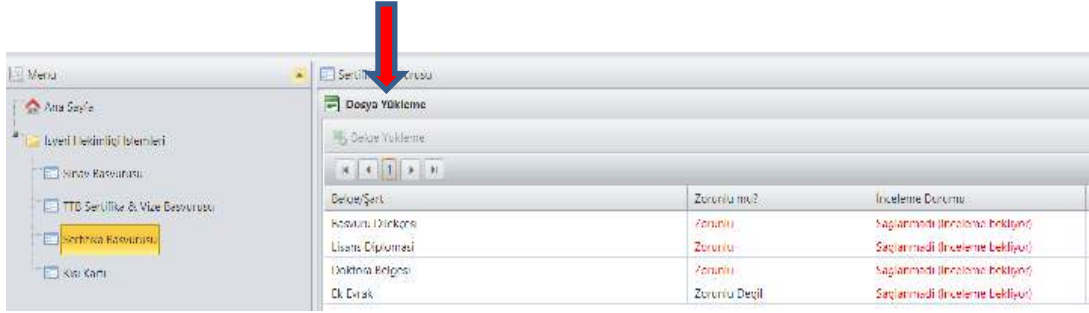 Menu
Ana Sayfa
İşyeri Hekimliği İşlemleri
Sınav Başvurusu
TTB Sertifika & Vize Başvurusu
Sertifika Başvurusu
Kişi Kartı
Dosya Yükleme
Belge Yükleme
1
Belge/Şart Zorunlu mu? İnceleme Durumu
Başvuru Dilekçesi Zorunlu Sağlanmadı (İnceleme bekliyor)
Lisans Diploması Zorunlu Sağlanmadı (İnceleme bekliyor)
Doktora Belgesi Zorunlu Sağlanmadı (İnceleme bekliyor)
Ek Evrak Zorunlu Değil Sağlanmadı (İnceleme bekliyor)